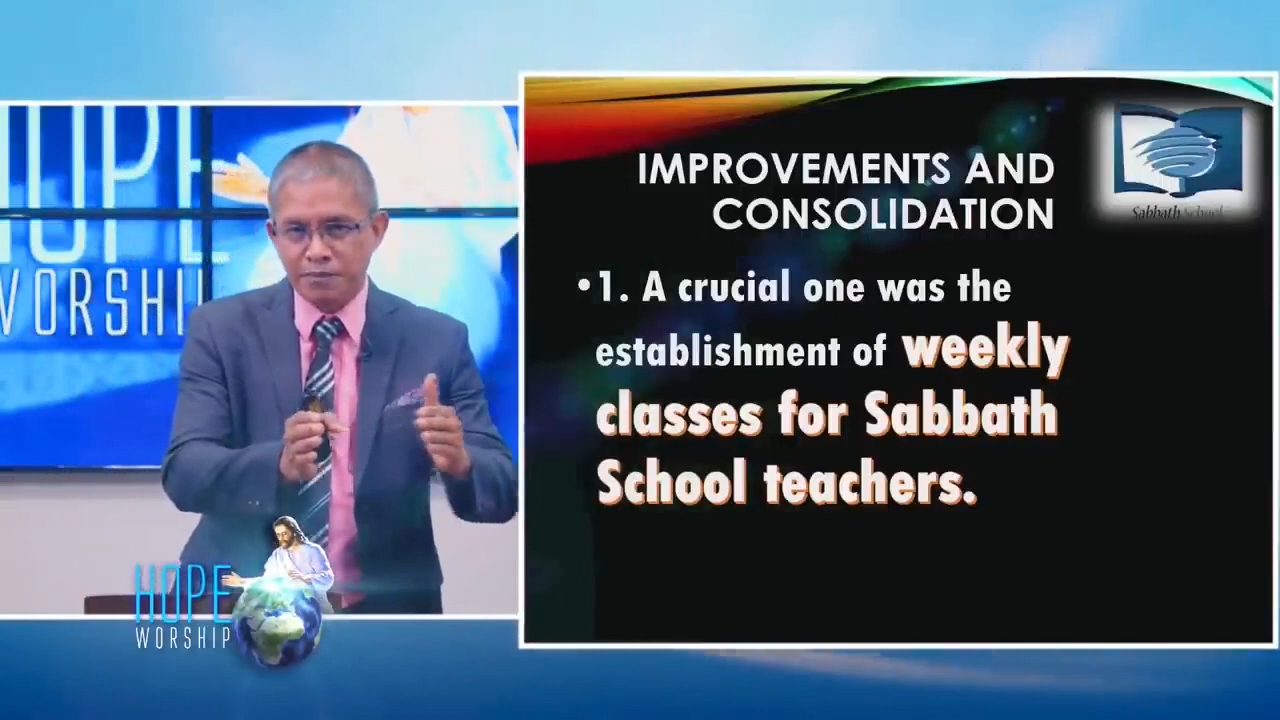 HOPE
WORSHIP
HOPE
WORSHIP
IMPROVEMENTS AND
CONSOLIDATION
Sabbath School
•1. A crucial one was the
establishment of weekly
classes for Sabbath
School teachers.